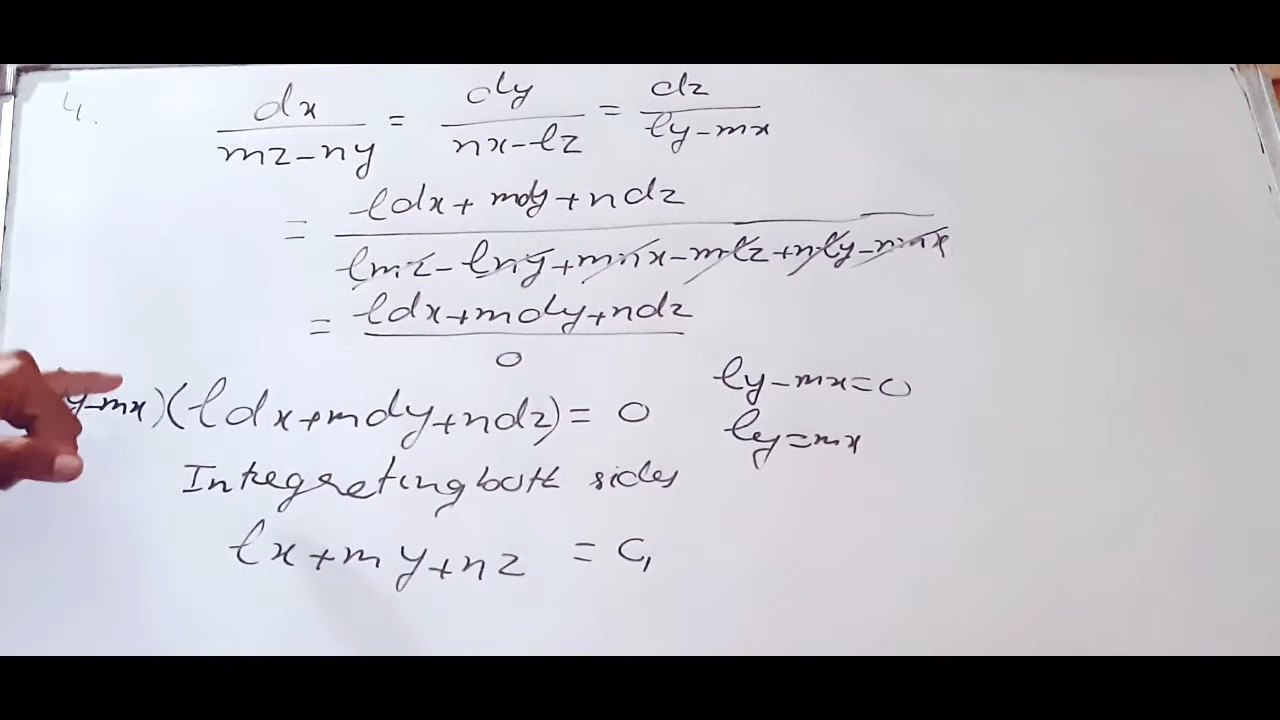 4. dx/(mz-ny) = dy/(nx-lz) = dz/(ly-mx)
= (ldx+mdy+ndz)/(lmz-lny+mnx-mlz+nly-nmx)
= (ldx+mdy+ndz)/0
y-mx)(ldx+mdy+ndz)=0
ly-mx=0
ly=mx
Integreting both sides
lx+my+nz = C₁